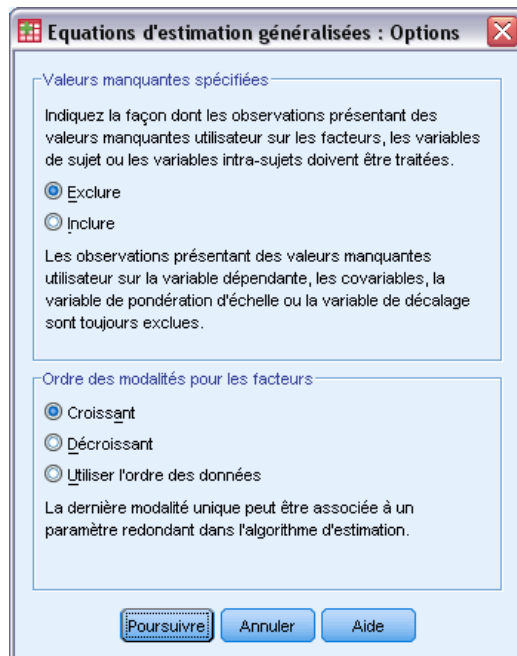 Equations d'estimation généralisées : Options
Valeurs manquantes spécifiées
Indiquez la façon dont les observations présentant des
valeurs manquantes utilisateur sur les facteurs, les variables
de sujet ou les variables intra-sujets doivent être traitées.
Exclure
Inclure
Les observations présentant des valeurs manquantes
utilisateur sur la variable dépendante, les covariables, la
variable de pondération d'échelle ou la variable de décalage
sont toujours exclues.
Ordre des modalités pour les facteurs
Croissant
Décroissant
Utiliser l'ordre des données
La dernière modalité unique peut être associée à un
paramètre redondant dans l'algorithme d'estimation.
Poursuivre Annuler Aide